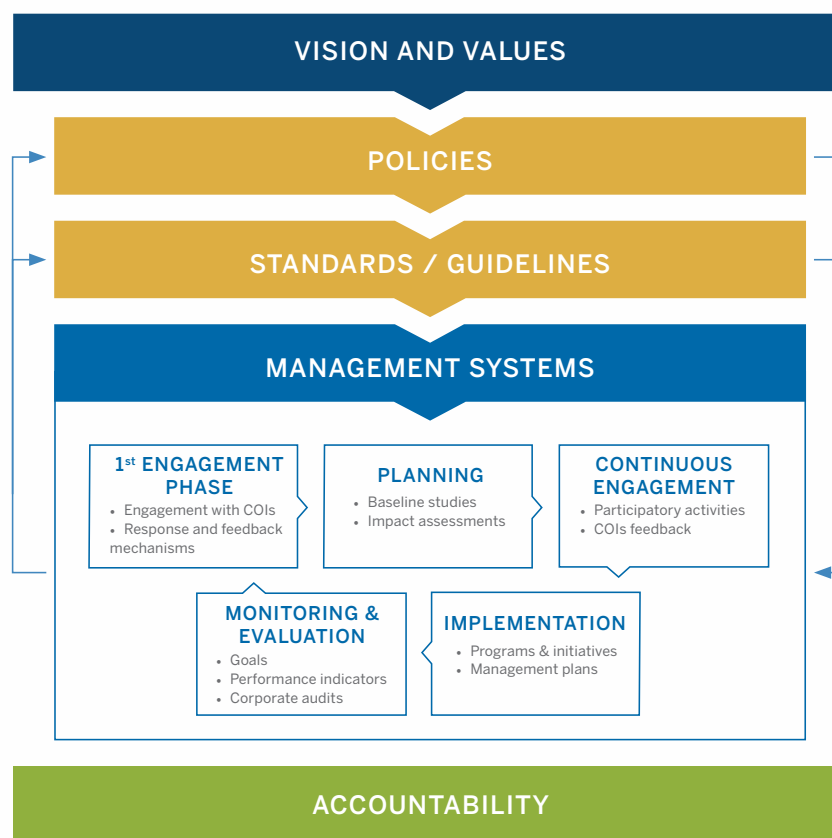 VISION AND VALUES
POLICIES
STANDARDS / GUIDELINES
MANAGEMENT SYSTEMS
1st ENGAGEMENT
PHASE
• Engagement with COIs
• Response and feedback
mechanisms
PLANNING
• Baseline studies
• Impact assessments
CONTINUOUS
ENGAGEMENT
• Participatory activities
• COIs feedback
MONITORING &
EVALUATION
• Goals
• Performance indicators
• Corporate audits
IMPLEMENTATION
• Programs & initiatives
• Management plans
ACCOUNTABILITY